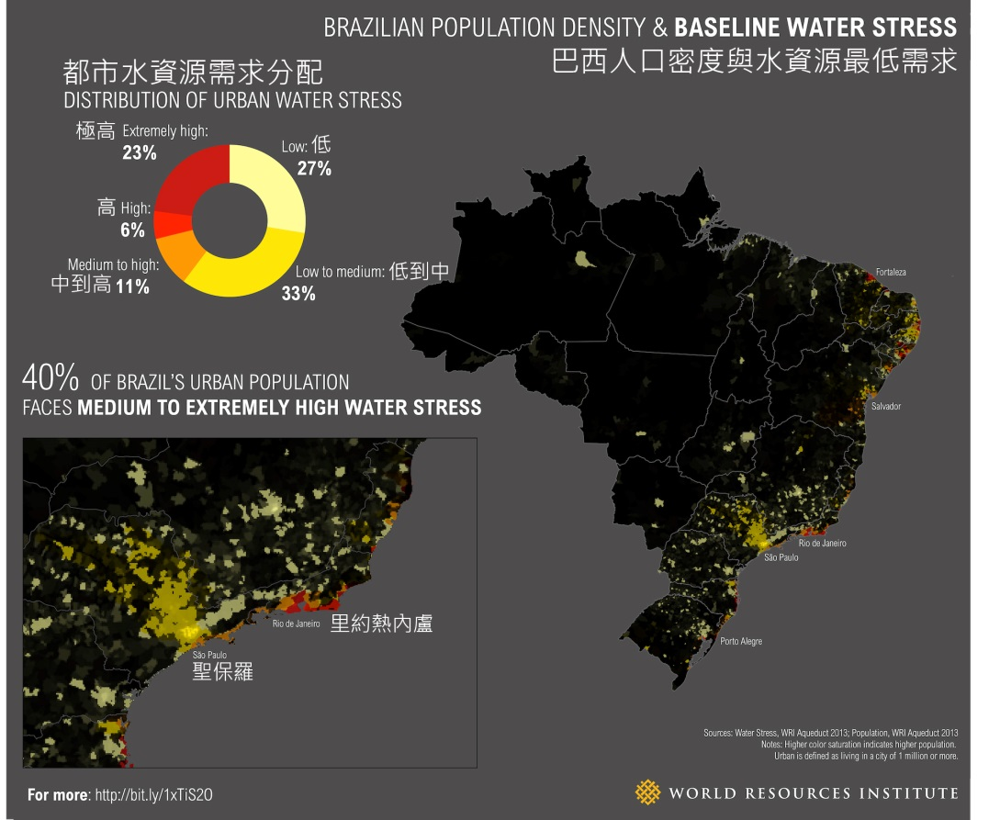 BRAZILIAN POPULATION DENSITY & BASELINE WATER STRESS
巴西人口密度與水資源最低需求
都市水資源需求分配
DISTRIBUTION OF URBAN WATER STRESS
極高 Extremely high:
23%
Low: 低
27%
高 High:
6%
Medium to high:
中到高 11%
Low to medium: 低到中
33%
40% OF BRAZIL'S URBAN POPULATION
FACES MEDIUM TO EXTREMELY HIGH WATER STRESS
Fortaleza
Salvador
Rio de Janeiro
São Paulo
Porto Alegre
Rio de Janeiro 里約熱內盧
São Paulo
聖保羅
Sources: Water Stress, WRI Aqueduct 2013; Population, WRI Aqueduct 2013
Notes: Higher color saturation indicates higher population.
Urban is defined as living in a city of 1 million or more.
For more: http://bit.ly/1xTiS2O
WORLD RESOURCES INSTITUTE